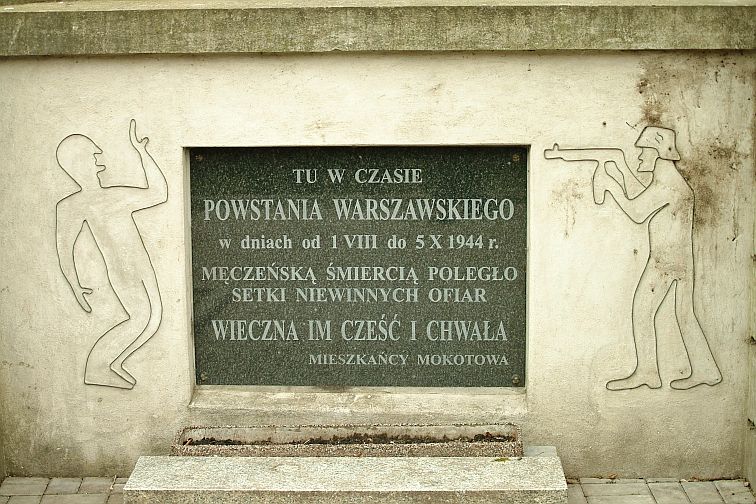 TU W CZASIE
POWSTANIA WARSZAWSKIEGO
w dniach od 1 VIII do 5 X 1944 r.
MĘCZEŃSKĄ ŚMIERCIĄ POLEGŁO
SETKI NIEWINNYCH OFIAR
WIECZNA IM CZEŚĆ I CHWAŁA
MIESZKAŃCY MOKOTOWA